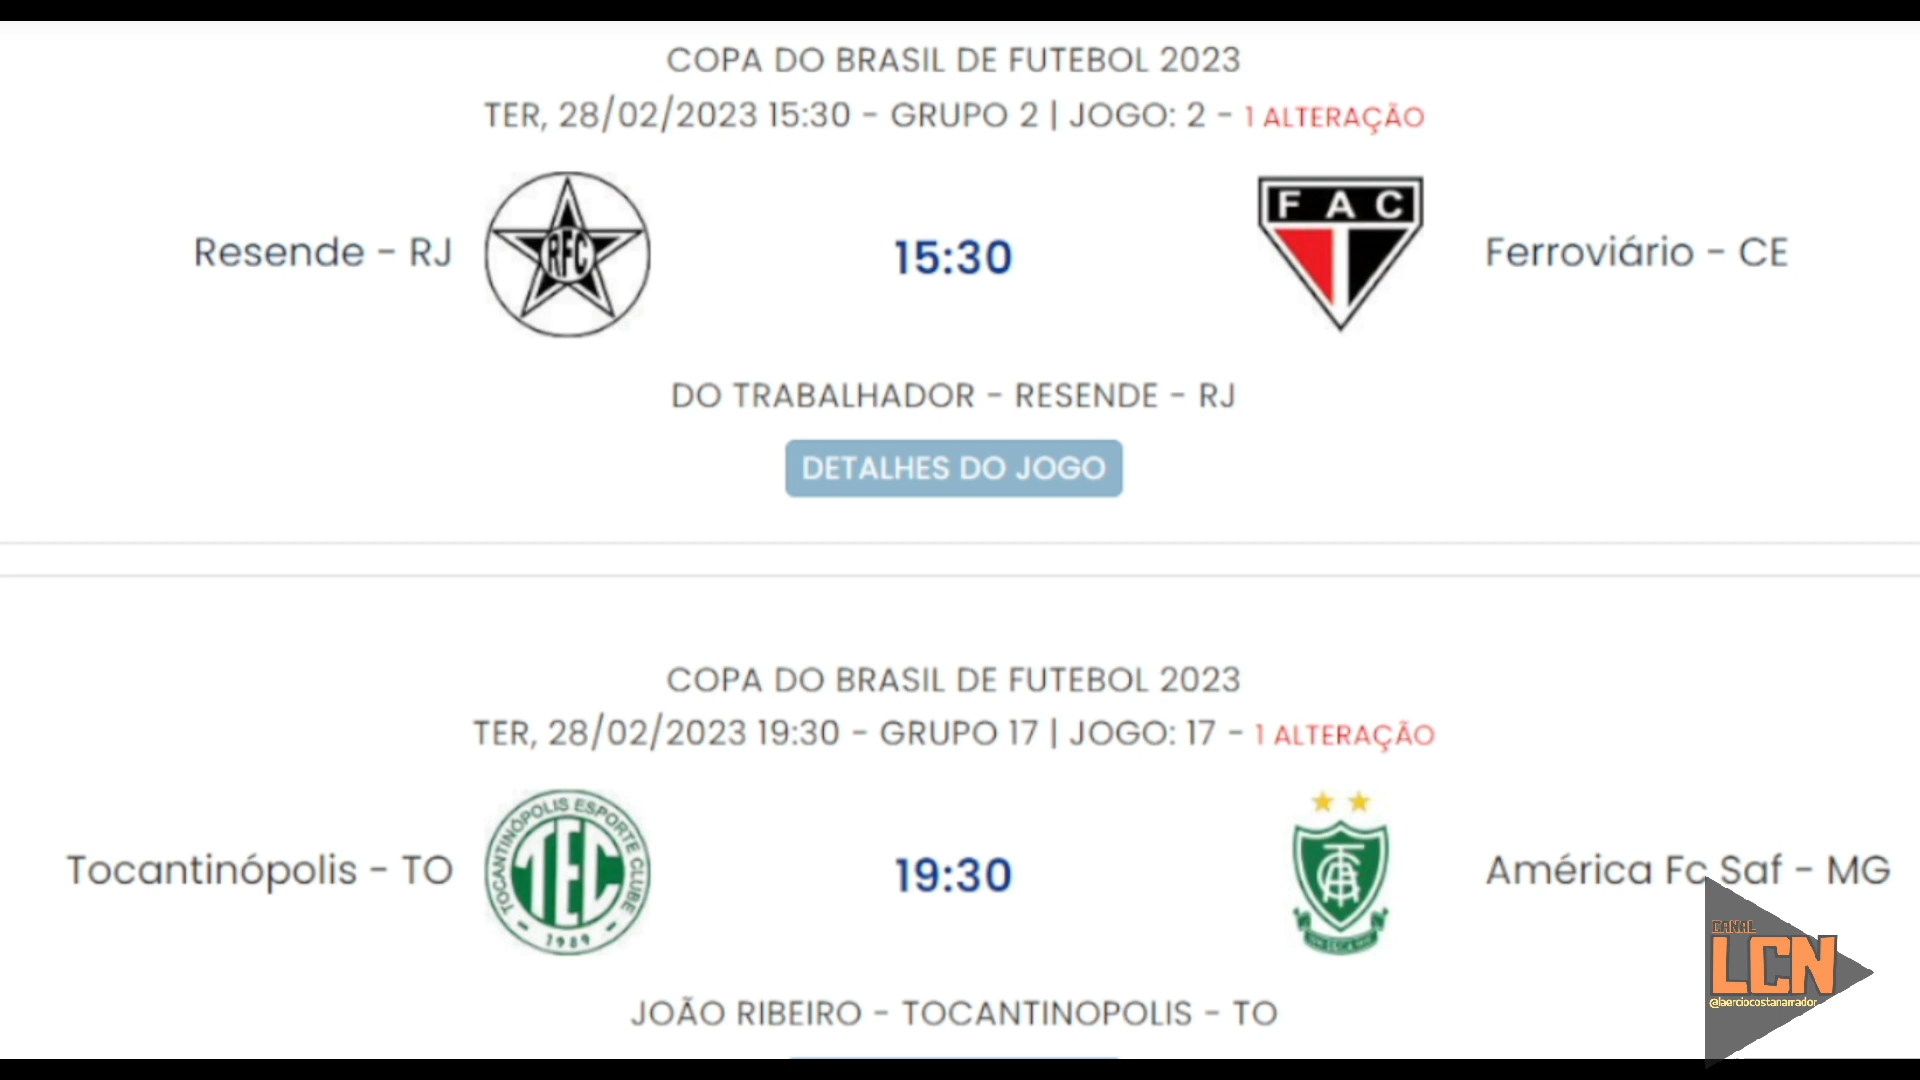 COPA DO BRASIL DE FUTEBOL 2023
TER, 28/02/2023 15:30 - GRUPO 2 | JOGO: 2 - 1 ALTERAÇÃO
Resende - RJ
RFC
15:30
FAC
Ferroviário - CE
DO TRABALHADOR - RESENDE - RJ
DETALHES DO JOGO
COPA DO BRASIL DE FUTEBOL 2023
TER, 28/02/2023 19:30 - GRUPO 17 | JOGO: 17 - 1 ALTERAÇÃO
Tocantinópolis - TO
TOCANTINÓPOLIS ESPORTE CLUBE
TEC
- 1989 -
19:30
América Fc Saf - MG
JOÃO RIBEIRO - TOCANTINOPOLIS - TO
CANAL
LCN
@laerciocostanarrador